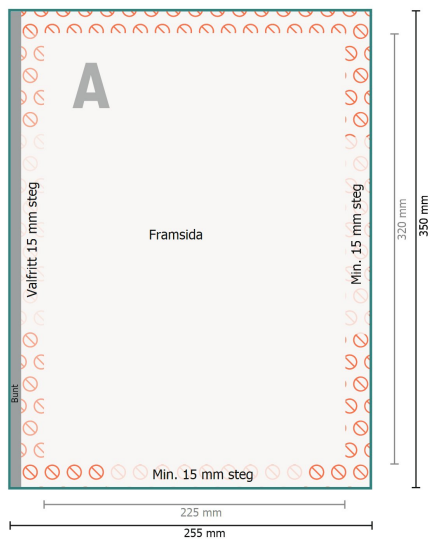 A
Framsida
Valfritt 15 mm steg
Min. 15 mm steg
Bunt
Min. 15 mm steg
320 mm
350 mm
225 mm
255 mm